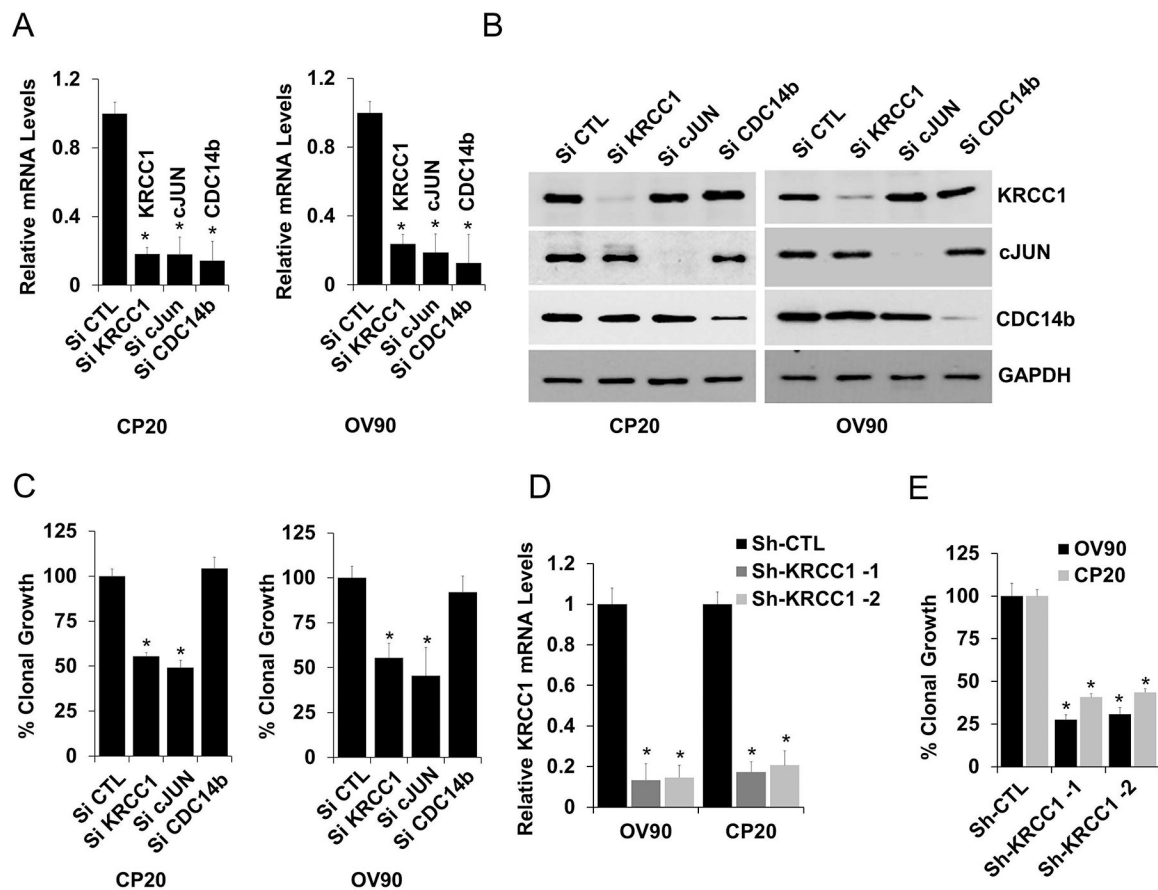 A
Relative mRNA Levels
1.2
0.8
0.4
0
KRCC1
cJUN
CDC14b
*
*
*
Si CTL
Si KRCC1
Si cJun
Si CDC14b
CP20
Relative mRNA Levels
1.2
0.8
0.4
0
KRCC1
cJUN
CDC14b
*
*
*
Si CTL
Si KRCC1
Si cJun
Si CDC14b
OV90
B
Si CTL
Si KRCC1
Si cJUN
Si CDC14b
Si CTL
Si KRCC1
Si cJUN
Si CDC14b
KRCC1
cJUN
CDC14b
GAPDH
CP20
OV90
C
% Clonal Growth
125
100
75
50
25
0
*
*
Si CTL
Si KRCC1
Si cJUN
Si CDC14b
CP20
% Clonal Growth
125
100
75
50
25
0
*
*
Si CTL
Si KRCC1
Si cJUN
Si CDC14b
OV90
D
Relative KRCC1 mRNA Levels
1.2
1
0.8
0.6
0.4
0.2
0
Sh-CTL
Sh-KRCC1 -1
Sh-KRCC1 -2
*
*
*
*
OV90
CP20
E
% Clonal Growth
125
100
75
50
25
0
OV90
CP20
*
*
*
*
Sh-CTL
Sh-KRCC1 -1
Sh-KRCC1 -2